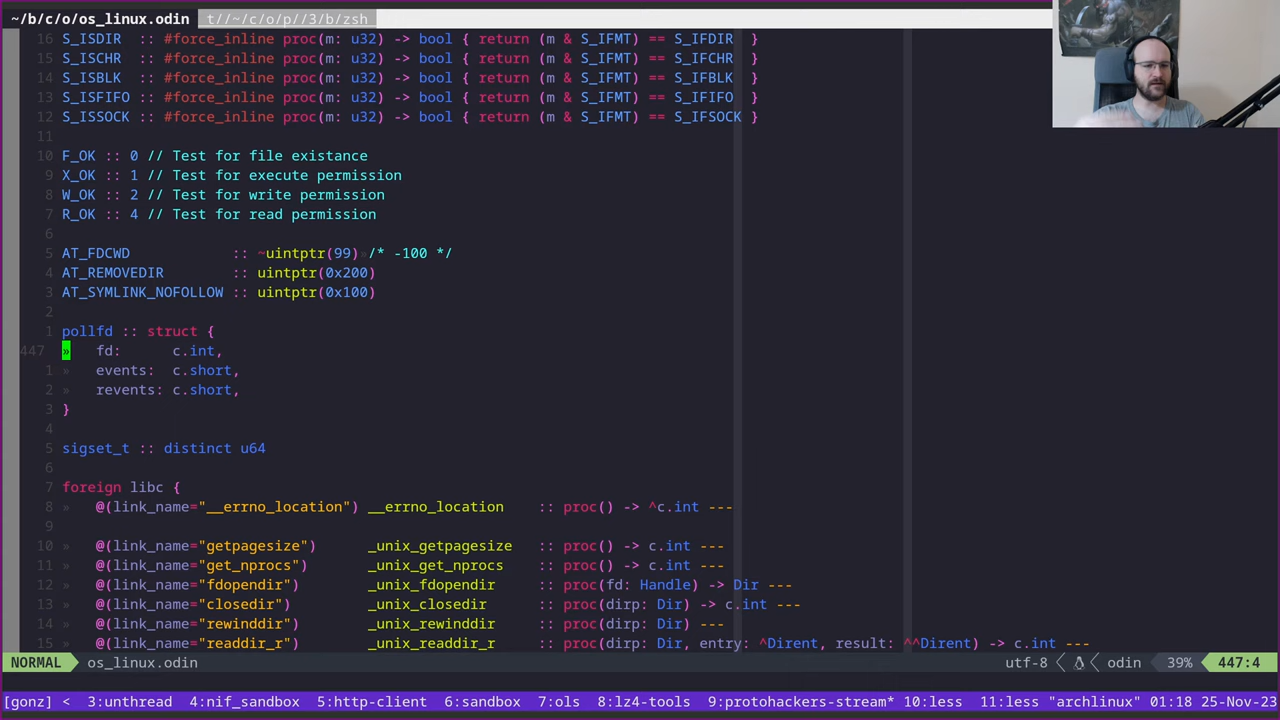 ~/b/c/o/os_linux.odin t//~/c/o/p//3/b/zsh
16 S_ISDIR :: #force_inline proc(m: u32) -> bool { return (m & S_IFMT) == S_IFDIR }
15 S_ISCHR :: #force_inline proc(m: u32) -> bool { return (m & S_IFMT) == S_IFCHR }
14 S_ISBLK :: #force_inline proc(m: u32) -> bool { return (m & S_IFMT) == S_IFBLK }
13 S_ISFIFO :: #force_inline proc(m: u32) -> bool { return (m & S_IFMT) == S_IFIFO }
12 S_ISSOCK :: #force_inline proc(m: u32) -> bool { return (m & S_IFMT) == S_IFSOCK }
11
10 F_OK :: 0 // Test for file existance
9 X_OK :: 1 // Test for execute permission
8 W_OK :: 2 // Test for write permission
7 R_OK :: 4 // Test for read permission
6
5 AT_FDCWD :: ~uintptr(99) /* -100 */
4 AT_REMOVEDIR :: uintptr(0x200)
3 AT_SYMLINK_NOFOLLOW :: uintptr(0x100)
2
1 pollfd :: struct {
447 » fd: c.int,
1 » events: c.short,
2 » revents: c.short,
3 }
4
5 sigset_t :: distinct u64
6
7 foreign libc {
8 » @(link_name="__errno_location") __errno_location :: proc() -> ^c.int ---
9
10 » @(link_name="getpagesize") _unix_getpagesize :: proc() -> c.int ---
11 » @(link_name="get_nprocs") _unix_get_nprocs :: proc() -> c.int ---
12 » @(link_name="fdopendir") _unix_fdopendir :: proc(fd: Handle) -> Dir ---
13 » @(link_name="closedir") _unix_closedir :: proc(dirp: Dir) -> c.int ---
14 » @(link_name="rewinddir") _unix_rewinddir :: proc(dirp: Dir) ---
15 » @(link_name="readdir_r") _unix_readdir_r :: proc(dirp: Dir, entry: ^Dirent, result: ^^Dirent) -> c.int ---
NORMAL os_linux.odin utf-8 odin 39% 447:4
[gonz] < 3:unthread 4:nif_sandbox 5:http-client 6:sandbox 7:ols 8:lz4-tools 9:protohackers-stream* 10:less 11:less "archlinux" 01:18 25-Nov-23